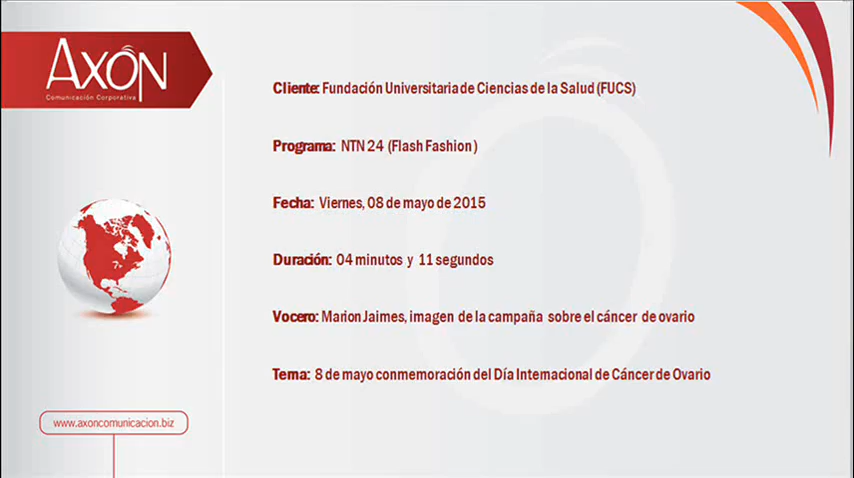 AXÓN
Comunicación Corporativa
Cliente: Fundación Universitaria de Ciencias de la Salud (FUCS)
Programa: NTN 24 (Flash Fashion)
Fecha: Viernes, 08 de mayo de 2015
Duración: 04 minutos y 11 segundos
Vocero: Marion Jaimes, imagen de la campaña sobre el cáncer de ovario
Tema: 8 de mayo conmemoración del Día Internacional de Cáncer de Ovario
www.axoncomunicacion.biz